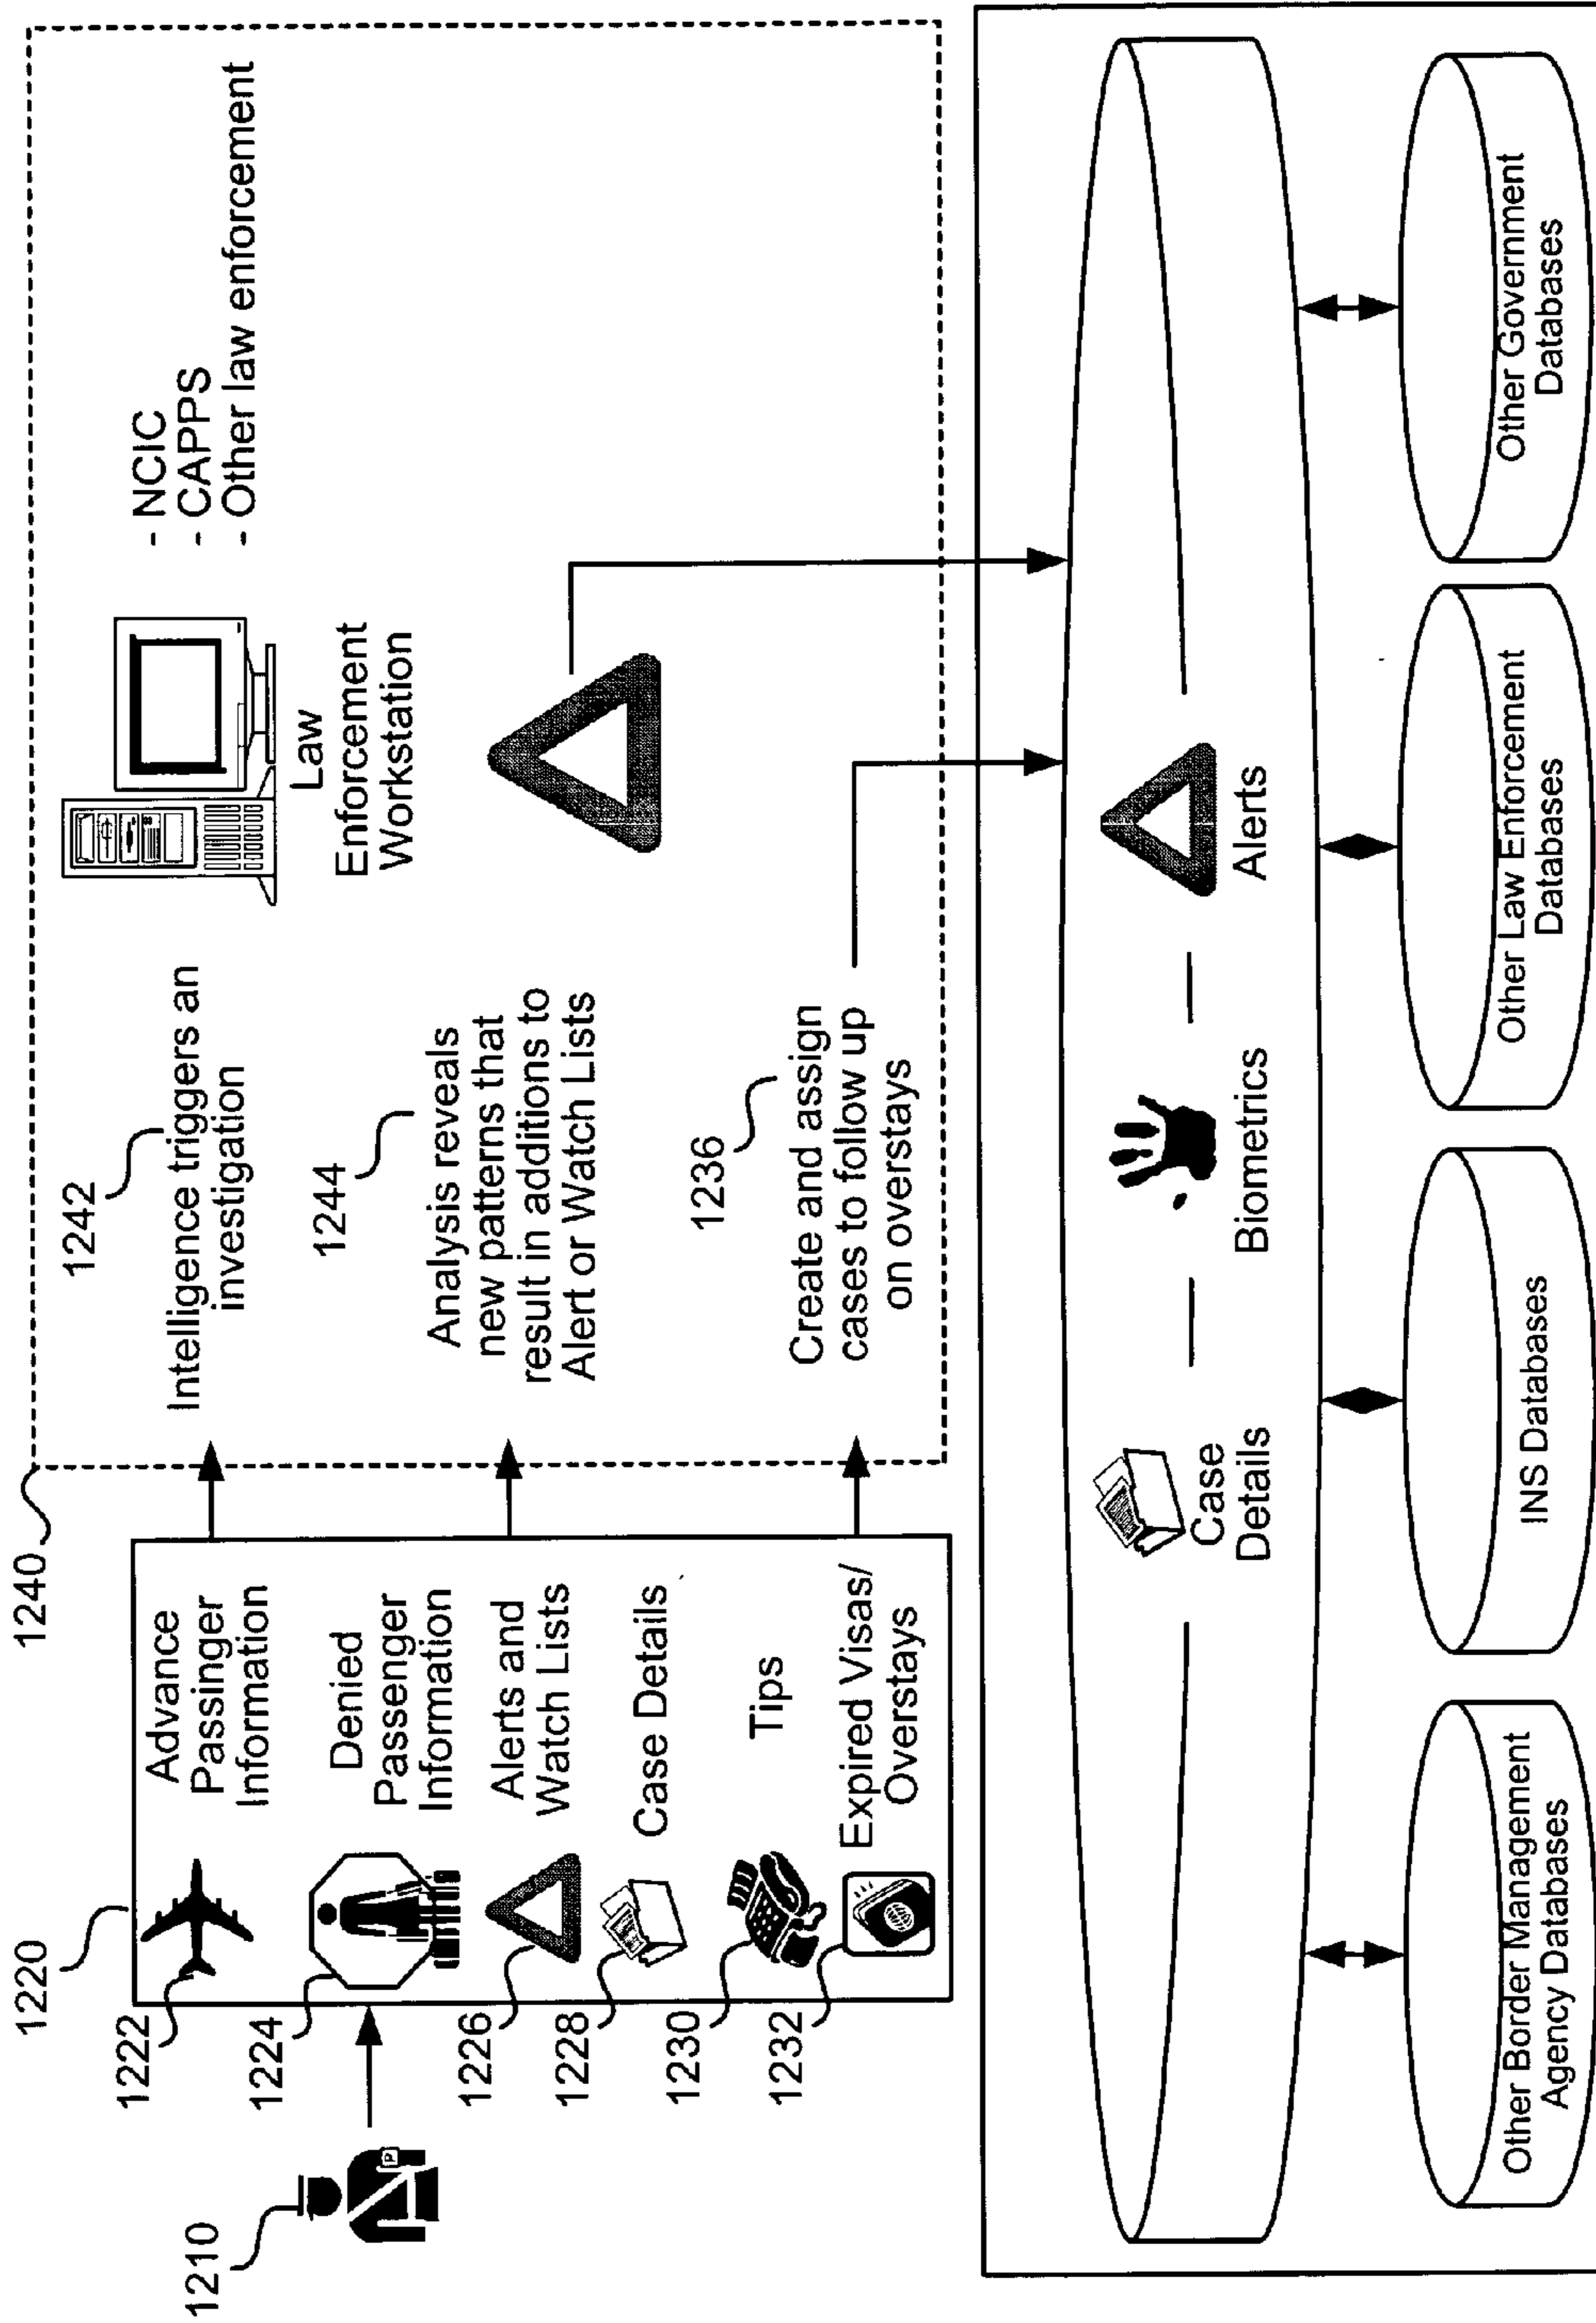 1210
1220
1222
Advance
Passinger
Information
1224
Denied
Passenger
Information
1226
Alerts and
Watch Lists
1228
Case Details
1230
Tips
1232
Expired Visas/
Overstays
1240
1242
Intelligence triggers an
investigation
1244
Analysis reveals
new patterns that
result in additions to
Alert or Watch Lists
1236
Create and assign
cases to follow up
on overstays
Law
Enforcement
Workstation
- NCIC
- CAPPS
- Other law enforcement
Case
Details
Biometrics
Alerts
Other Border Management
Agency Databases
INS Databases
Other Law Enforcement
Databases
Other Government
Databases
P